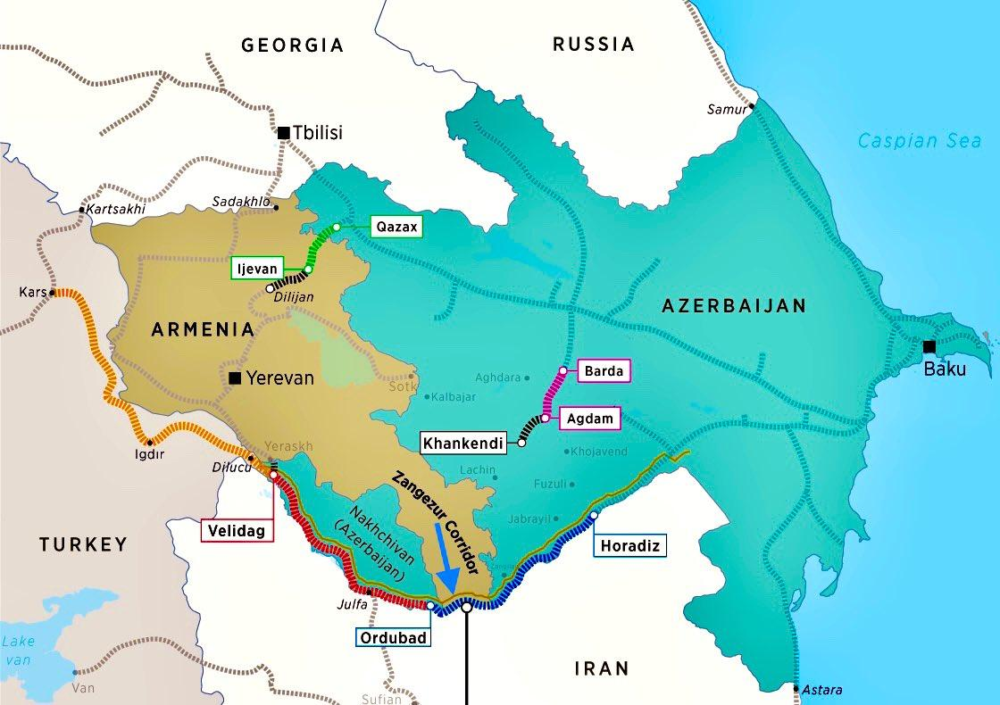 GEORGIA
RUSSIA
Samur
Tbilisi
Caspian Sea
Kartsakhi
Sadakhlo
Qazax
Ijevan
Kars
Dilijan
AZERBAIJAN
ARMENIA
Baku
Yerevan
Barda
Aghdara
Sotk
Kalbajar
Agdam
Khankendi
Igdır
Yeraskh
Khojavend
Dilucu
Lachin
Fuzuli
Zangezur Corridor
Jabrayil
Velidag
Nakhchivan
(Azerbaijan)
TURKEY
Horadiz
Zangilan
Julfa
Ordubad
Lake
van
IRAN
Van
Sufian
Astara